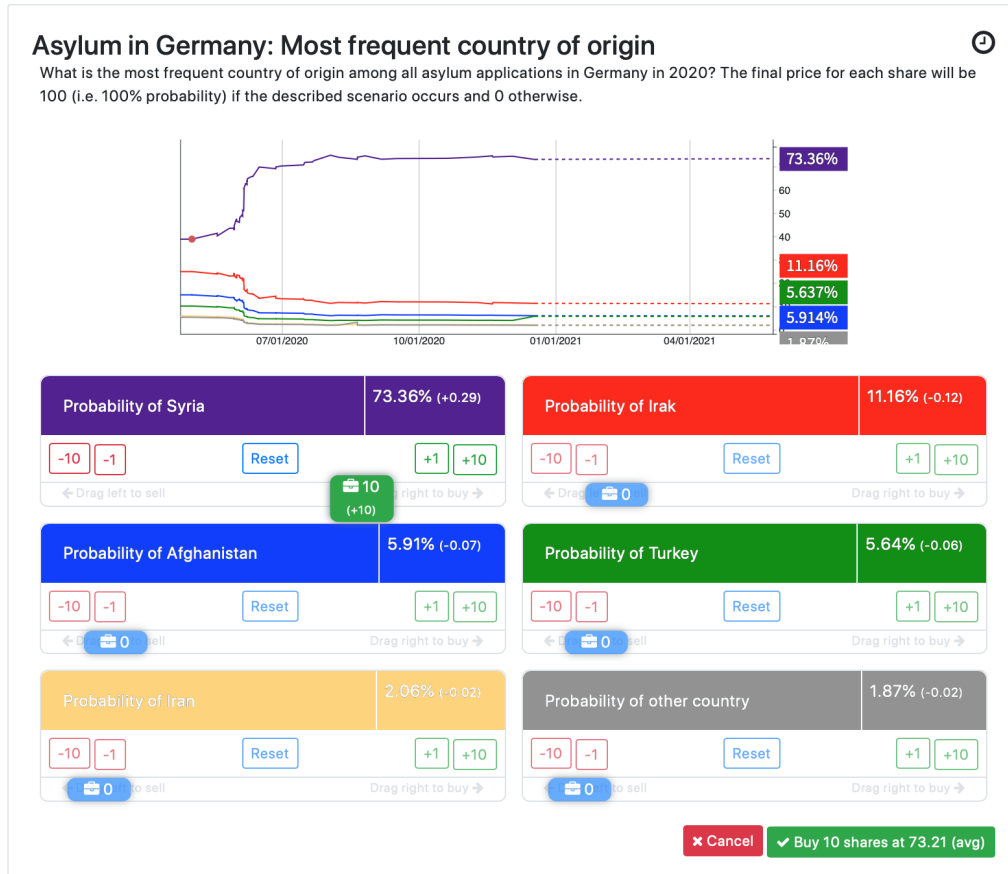 Asylum in Germany: Most frequent country of origin
What is the most frequent country of origin among all asylum applications in Germany in 2020? The final price for each share will be
100 (i.e. 100% probability) if the described scenario occurs and 0 otherwise.
73.36%
60
50
40
11.16%
5.637%
5.914%
1.87%
07/01/2020 10/01/2020 01/01/2021 04/01/2021
Probability of Syria 73.36% (+0.29)
-10 -1 Reset +1 +10
Drag left to sell right to buy
10
(+10)
Probability of Irak 11.16% (-0.12)
-10 -1 Reset +1 +10
0 Drag right to buy
Probability of Afghanistan 5.91% (-0.07)
-10 -1 Reset +1 +10
0 Drag right to buy
Probability of Turkey 5.64% (-0.06)
-10 -1 Reset +1 +10
0 sell Drag right to buy
Probability of Iran 2.06% (-0.02)
-10 -1 Reset +1 +10
0 to sell Drag right to buy
Probability of other country 1.87% (-0.02)
-10 -1 Reset +1 +10
0 to sell Drag right to buy
Cancel Buy 10 shares at 73.21 (avg)